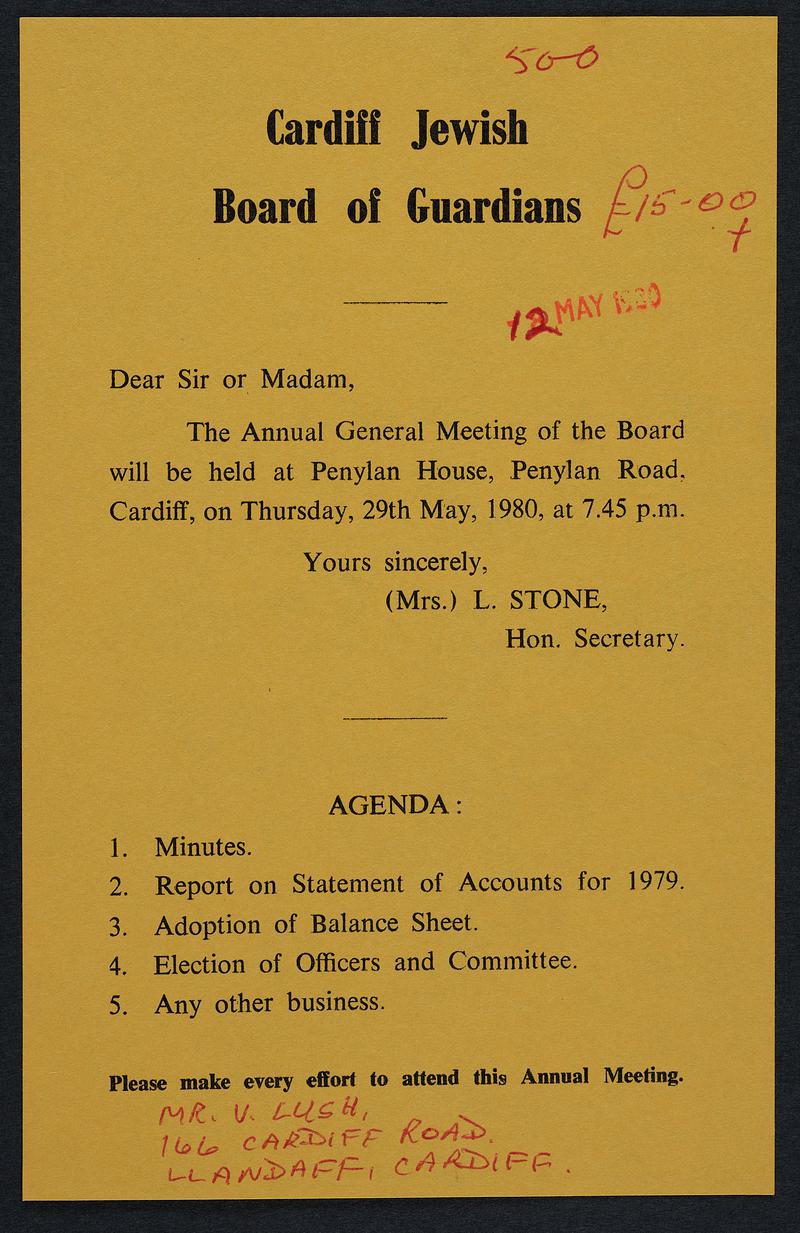 500
Cardiff Jewish
Board of Guardians
£15-00
+
12 MAY 1980
Dear Sir or Madam,
The Annual General Meeting of the Board
will be held at Penylan House, Penylan Road,
Cardiff, on Thursday, 29th May, 1980, at 7.45 p.m.
Yours sincerely,
(Mrs.) L. STONE,
Hon. Secretary.
AGENDA :
1. Minutes.
2. Report on Statement of Accounts for 1979.
3. Adoption of Balance Sheet.
4. Election of Officers and Committee.
5. Any other business.
Please make every effort to attend this Annual Meeting.
MR. V. LUSH,
166 CARDIFF ROAD.
LLANDAFF, CARDIFF.